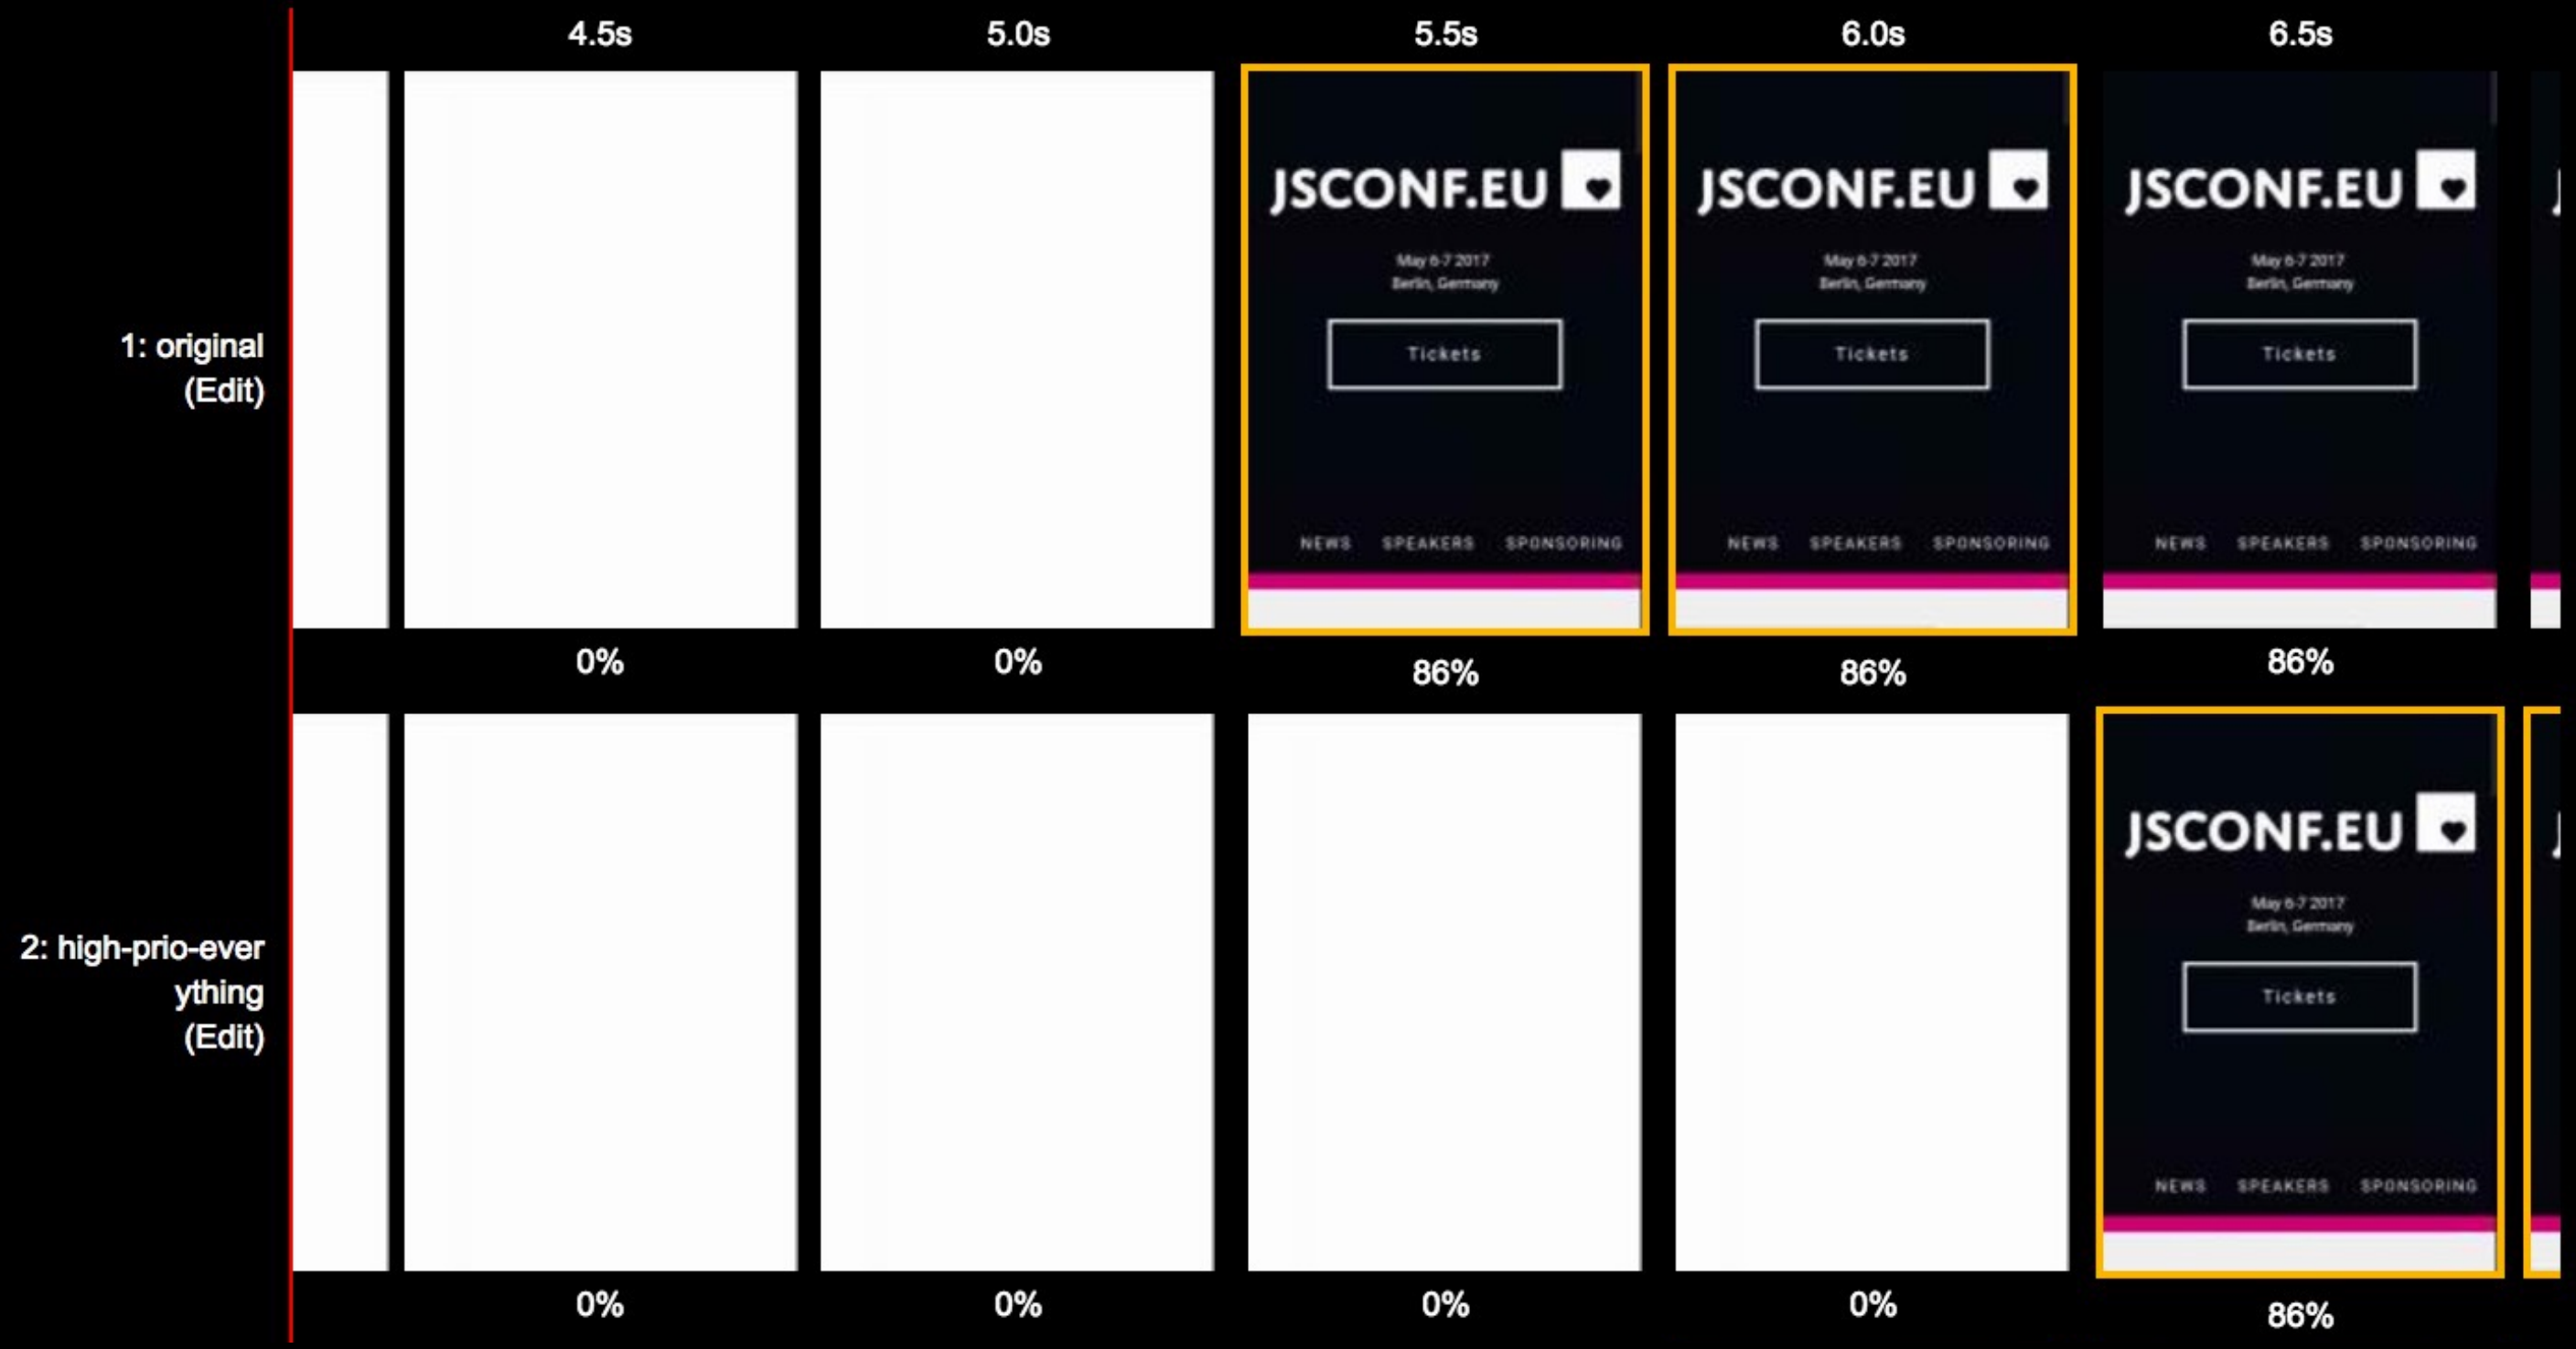 4.5s 5.0s 5.5s 6.0s 6.5s
1: original
(Edit)
JSCONF.EU
May 6-7 2017
Berlin, Germany
Tickets
NEWS SPEAKERS SPONSORING
JSCONF.EU
May 6-7 2017
Berlin, Germany
Tickets
NEWS SPEAKERS SPONSORING
JSCONF.EU
May 6-7 2017
Berlin, Germany
Tickets
NEWS SPEAKERS SPONSORING
0% 0% 86% 86% 86%
2: high-prio-ever
ything
(Edit)
JSCONF.EU
May 6-7 2017
Berlin, Germany
Tickets
NEWS SPEAKERS SPONSORING
0% 0% 0% 0% 86%